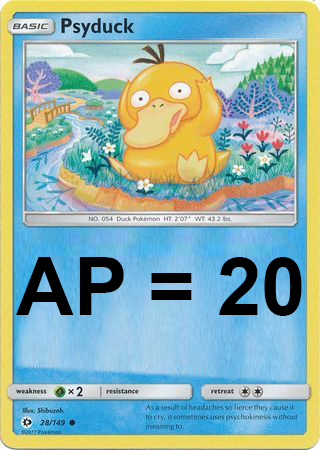 BASIC Psyduck
NO. 054 Duck Pokémon HT: 2'07" WT: 43.2 lbs.
AP = 20
weakness ×2 resistance retreat
Illus. Shibuzoh.
28/149
©2017 Pokémon
As a result of headaches so fierce they cause it
to cry, it sometimes uses psychokinesis without
meaning to.